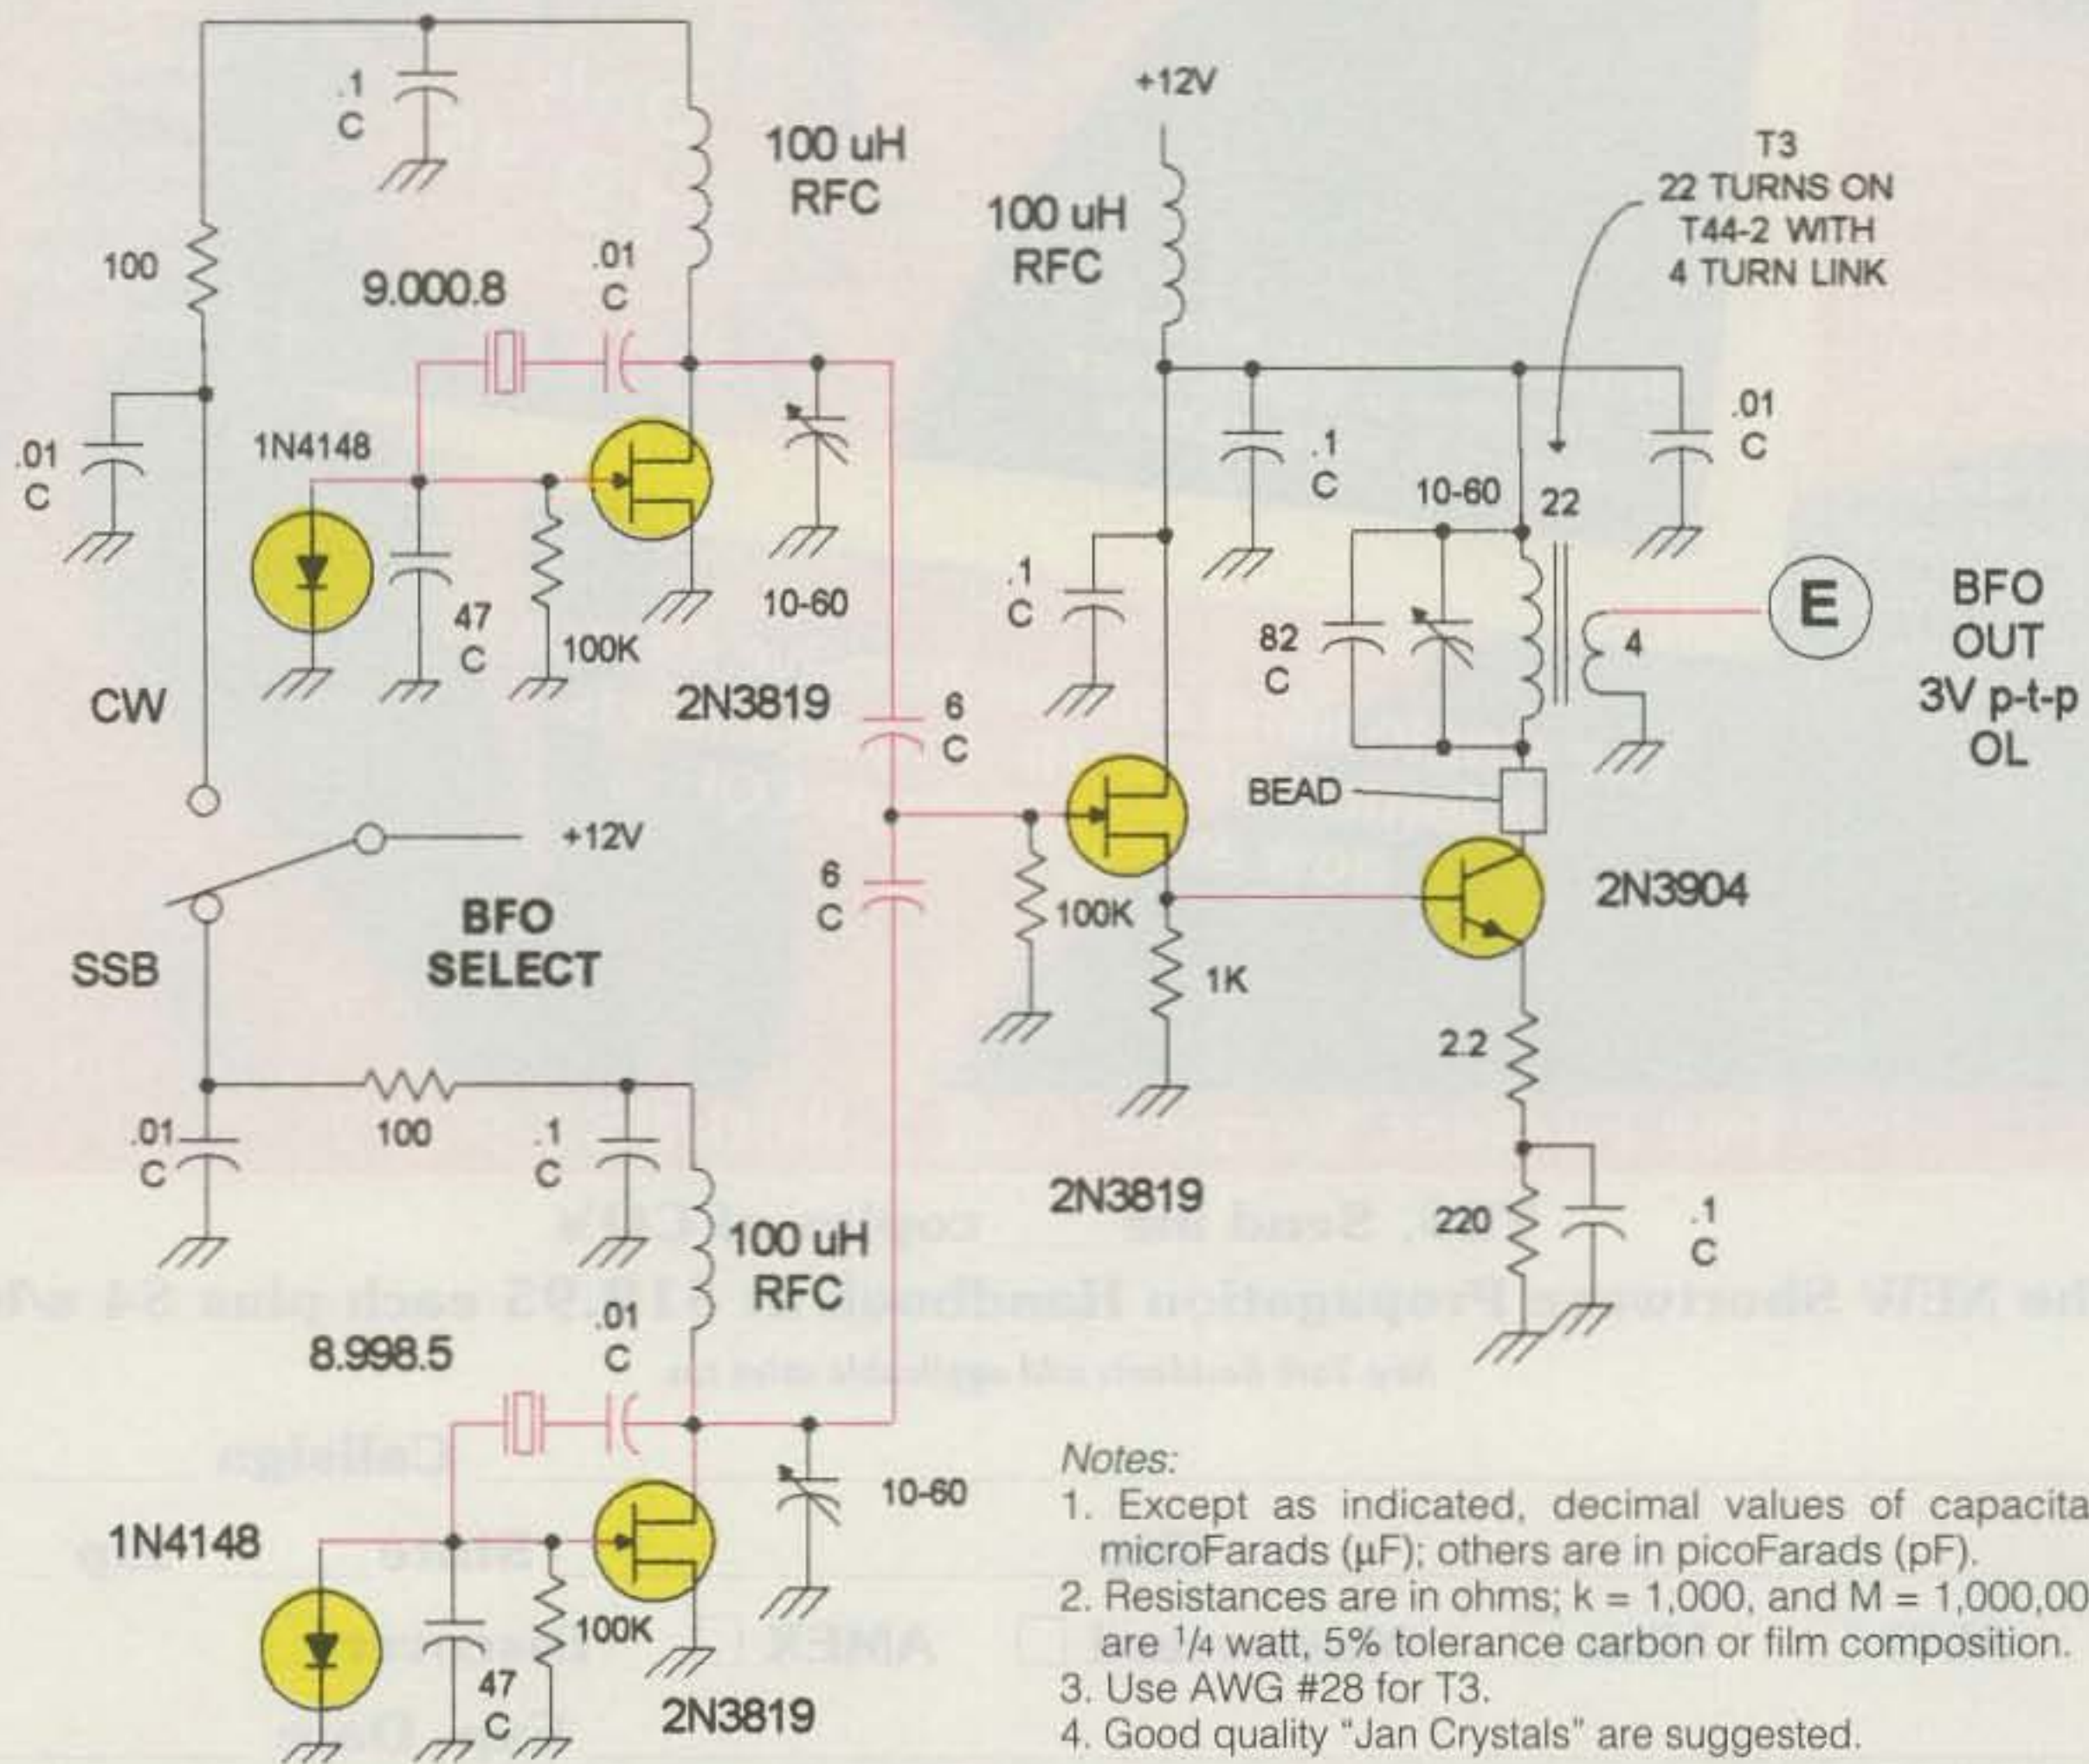 .1
C
100 uH
RFC
+12V
T3
22 TURNS ON
T44-2 WITH
4 TURN LINK
100 uH
RFC
100
9.000.8
.01
C
.01
C
1N4148
.1
C
.01
C
10-60
22
47
C
100K
10-60
.1
C
82
C
4
E
BFO
OUT
3V p-t-p
OL
CW
2N3819
6
C
BEAD
+12V
6
C
100K
2N3904
BFO
SELECT
SSB
1K
2.2
.01
C
100
.1
C
2N3819
220
.1
C
100 uH
RFC
8.998.5
.01
C
10-60
1N4148
100K
47
C
2N3819
Notes:
1. Except as indicated, decimal values of capacita
microFarads (μF); others are in picoFarads (pF).
2. Resistances are in ohms; k = 1,000, and M = 1,000,00
are 1/4 watt, 5% tolerance carbon or film composition.
3. Use AWG #28 for T3.
4. Good quality “Jan Crystals” are suggested.